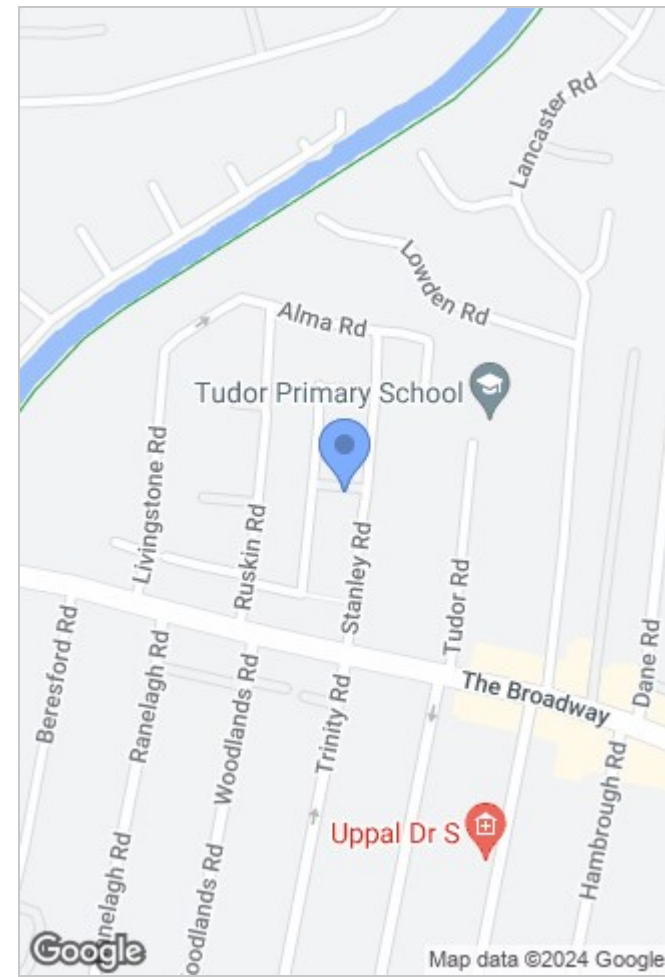 Lancaster Rd
Lowden Rd
Alma Rd
Tudor Primary School
Livingstone Rd
Ruskin Rd
Stanley Rd
Tudor Rd
Beresford Rd
Ranelagh Rd
Woodlands Rd
Trinity Rd
The Broadway
Dane Rd
Uppal Dr S
Hambrough Rd
anelagh Rd
oodlands Rd
Google
Map data ©2024 Google